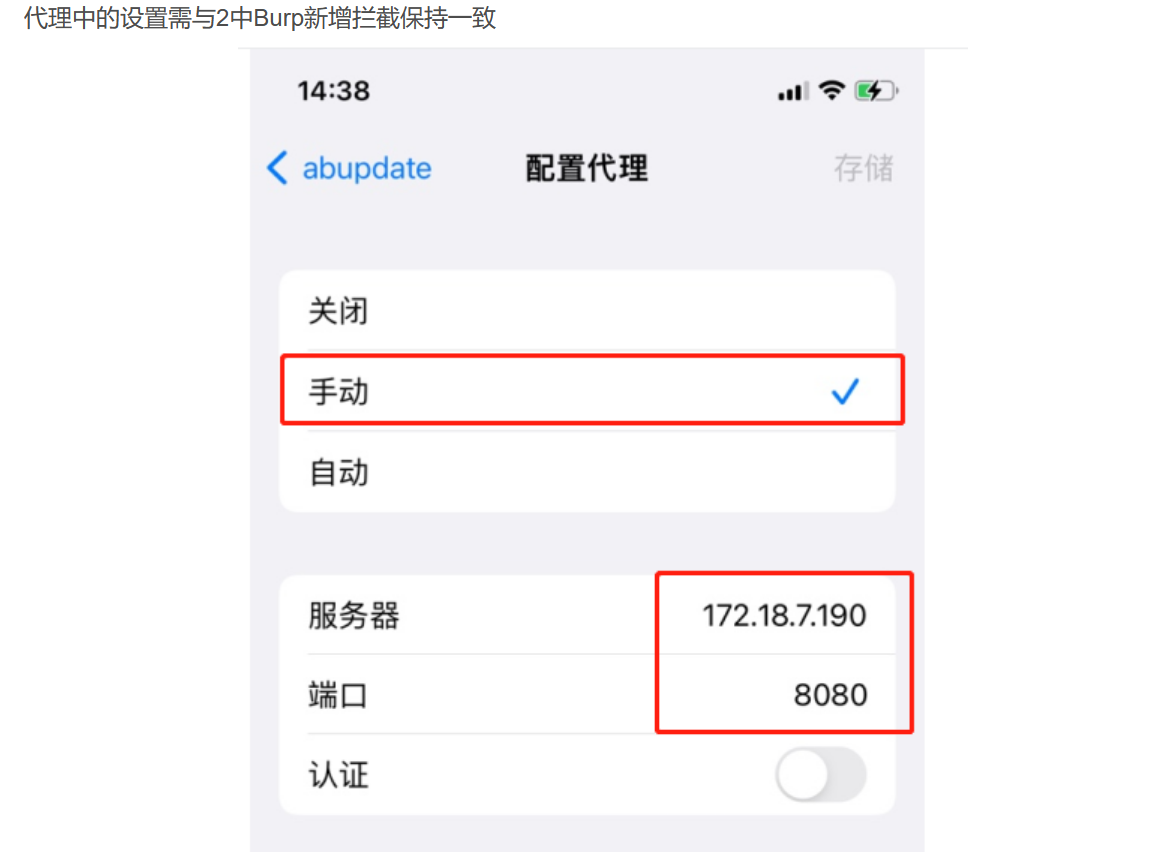 代理中的设置需与2中Burp新增拦截保持一致
14:38
abupdate 配置代理 存储
关闭
手动
自动
服务器 172.18.7.190
端口 8080
认证